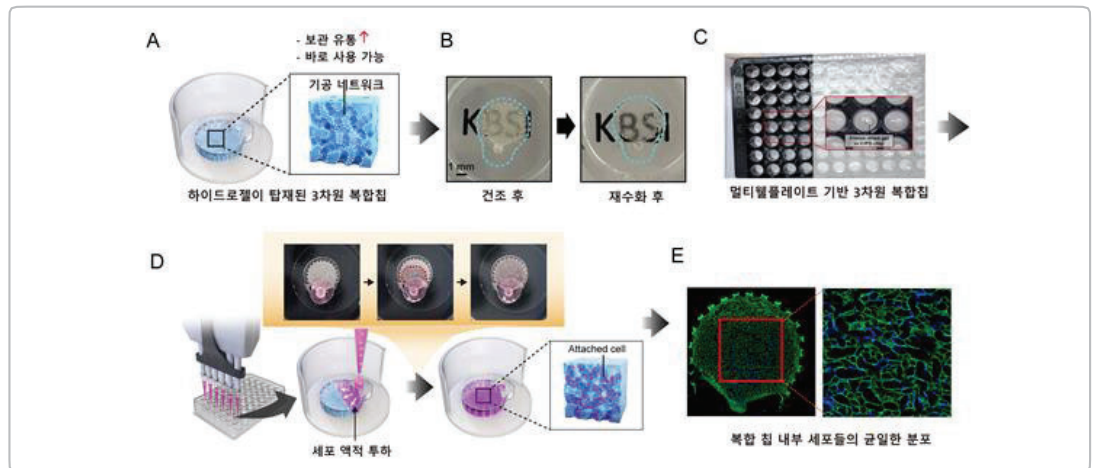 A
- 보관 유통↑
- 바로 사용 가능
기공 네트워크
하이드로젤이 탑재된 3차원 복합칩
B
KBSI
1 mm
건조 후
KBSI
재수화 후
C
멀티웰플레이트 기반 3차원 복합칩
D
세포 액적 투하
Attached cell
E
복합 칩 내부 세포들의 균일한 분포